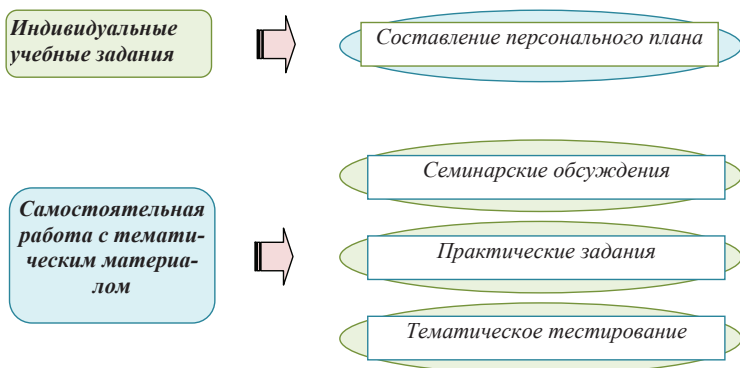 Индивидуальные
учебные задания
Составление персонального плана
Самостоятельная
работа с темати-
ческим материа-
лом
Семинарские обсуждения
Практические задания
Тематическое тестирование